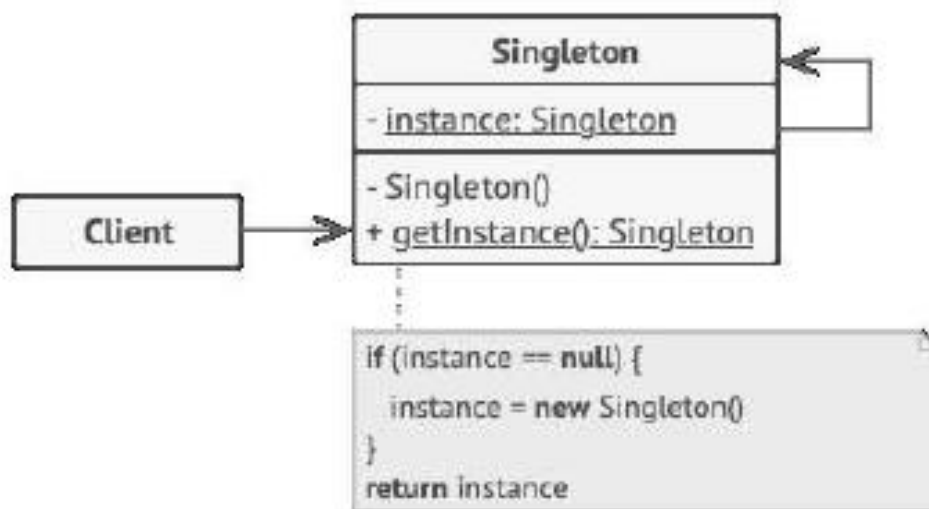 Singleton
- instance: Singleton
- Singleton()
+ getInstance(): Singleton
Client
if (instance == null) {
instance = new Singleton()
}
return instance